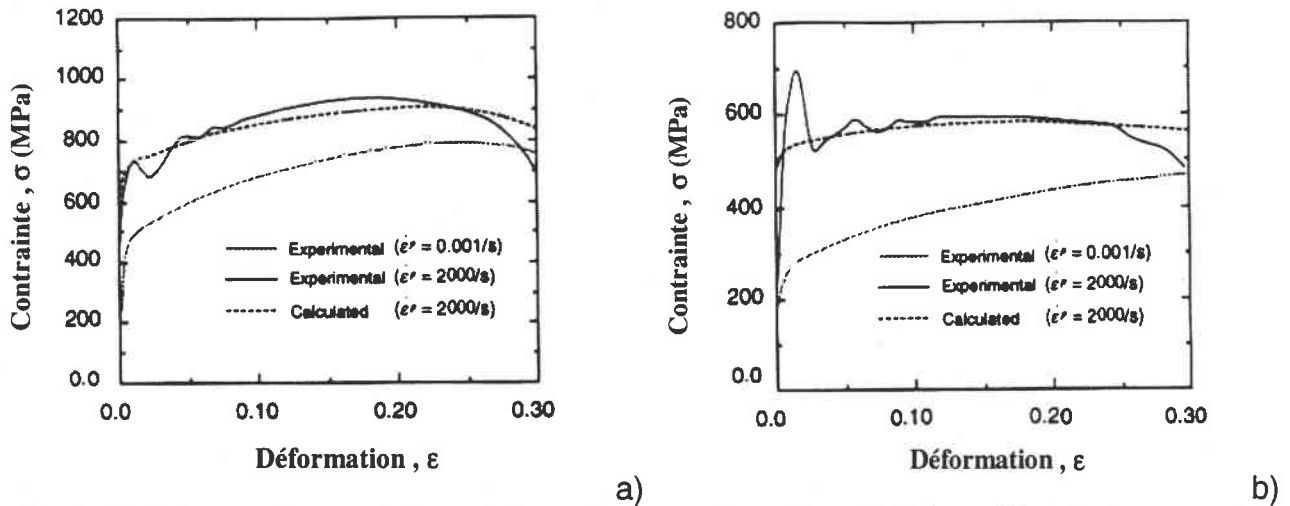 1200
1000
800
600
400
200
0.0
Contrainte , σ (MPa)
Experimental (ε̇ᵖ = 0.001/s)
Experimental (ε̇ᵖ = 2000/s)
Calculated (ε̇ᵖ = 2000/s)
0.0 0.10 0.20 0.30
Déformation , ε
a)
800
600
400
200
0.0
Contrainte , σ (MPa)
Experimental (ε̇ᵖ = 0.001/s)
Experimental (ε̇ᵖ = 2000/s)
Calculated (ε̇ᵖ = 2000/s)
0.0 0.10 0.20 0.30
Déformation , ε
b)